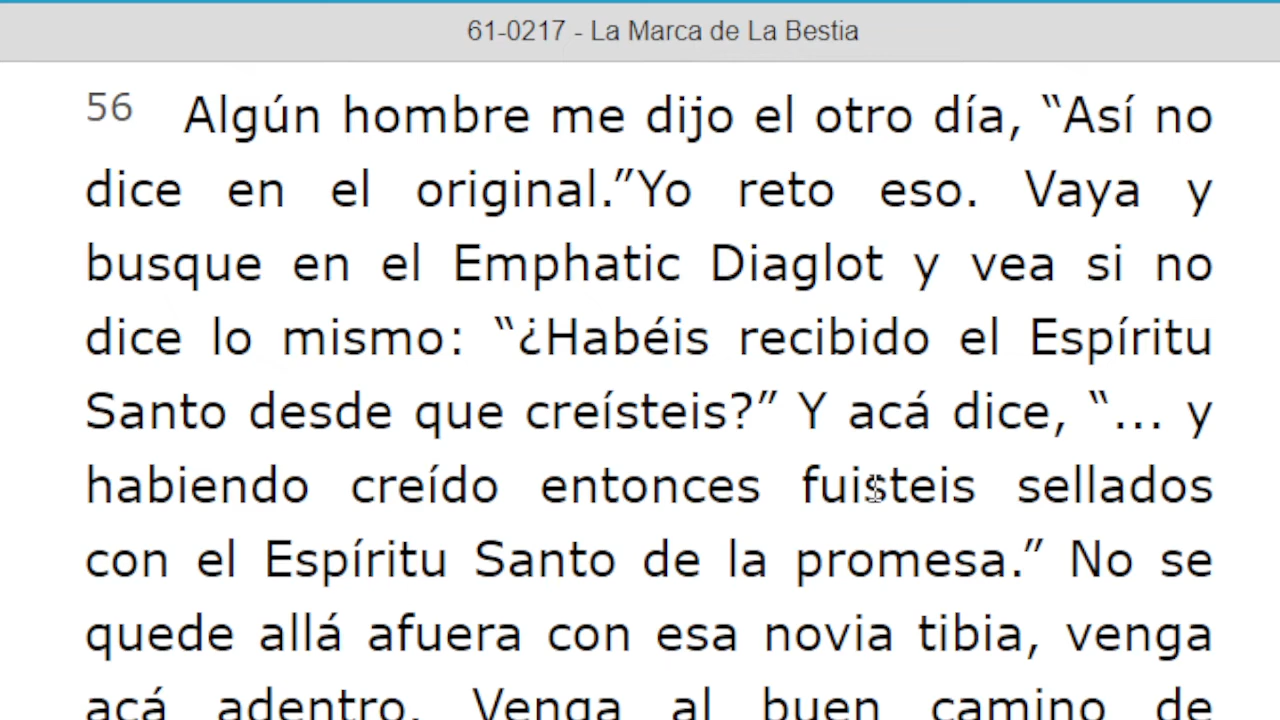 61-0217 - La Marca de La Bestia
56 Algún hombre me dijo el otro día, “Así no
dice en el original.”Yo reto eso. Vaya y
busque en el Emphatic Diaglot y vea si no
dice lo mismo: “¿Habéis recibido el Espíritu
Santo desde que creísteis?” Y acá dice, “... y
habiendo creído entonces fuisteis sellados
con el Espíritu Santo de la promesa.” No se
quede allá afuera con esa novia tibia, venga
acá adentro. Venga al buen camino de